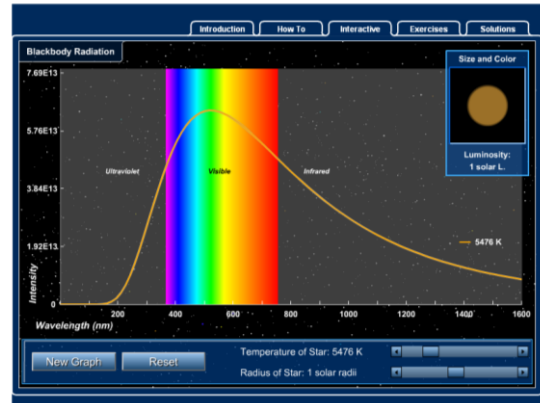 Introduction
How To
Interactive
Exercises
Solutions
Blackbody Radiation
Size and Color
Luminosity:
1 solar L.
7.69E13
5.76E13
3.84E13
1.92E13
0
Intensity
Ultraviolet
Visible
Infrared
5476 K
200
400
600
800
1000
1200
1400
1600
Wavelength (nm)
New Graph
Reset
Temperature of Star: 5476 K
Radius of Star: 1 solar radii